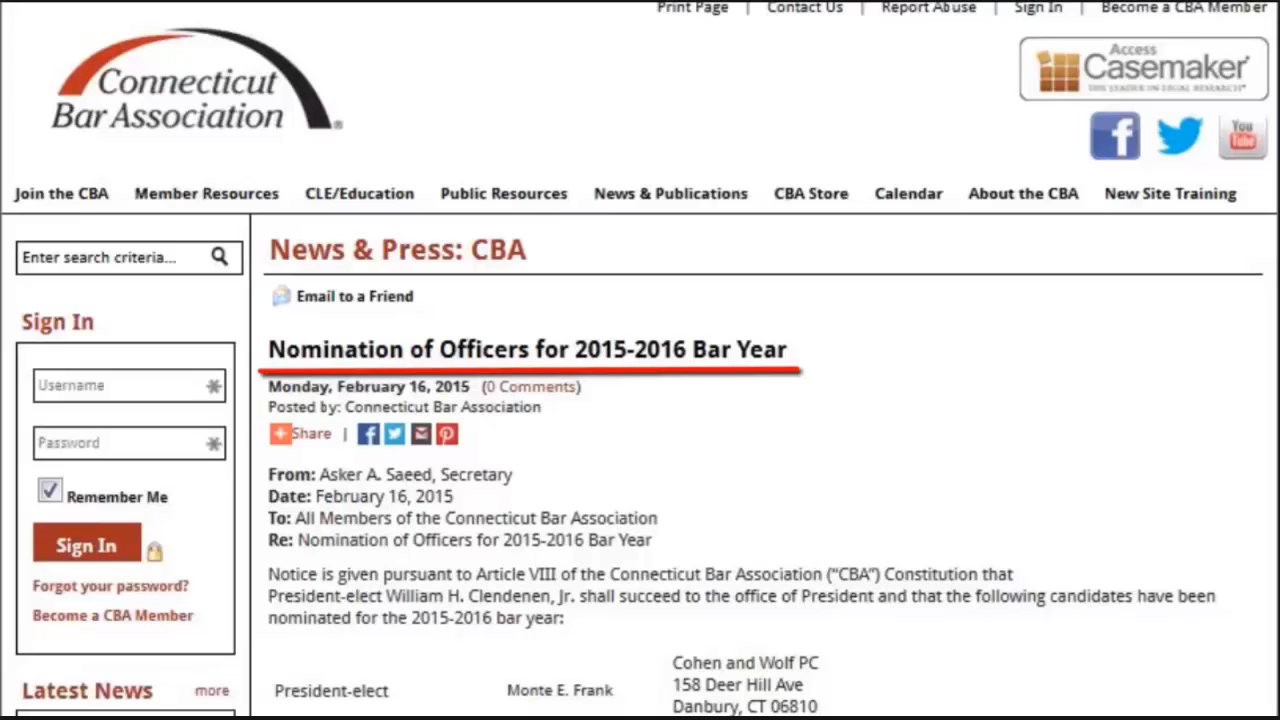 Print Page | Contact Us | Report Abuse | Sign In | Become a CBA Member
Connecticut
Bar Association®
Access
Casemaker®
THE LEADER IN LEGAL RESEARCH®
f
You
Tube
Join the CBA Member Resources CLE/Education Public Resources News & Publications CBA Store Calendar About the CBA New Site Training
Enter search criteria...
Sign In
Username
Password
Remember Me
Sign In
Forgot your password?
Become a CBA Member
Latest News more
News & Press: CBA
Email to a Friend
Nomination of Officers for 2015-2016 Bar Year
Monday, February 16, 2015 (0 Comments)
Posted by: Connecticut Bar Association
Share |
From: Asker A. Saeed, Secretary
Date: February 16, 2015
To: All Members of the Connecticut Bar Association
Re: Nomination of Officers for 2015-2016 Bar Year
Notice is given pursuant to Article VIII of the Connecticut Bar Association (“CBA”) Constitution that
President-elect William H. Clendenen, Jr. shall succeed to the office of President and that the following candidates have been
nominated for the 2015-2016 bar year:
Cohen and Wolf PC
President-elect Monte E. Frank 158 Deer Hill Ave
Danbury, CT 06810